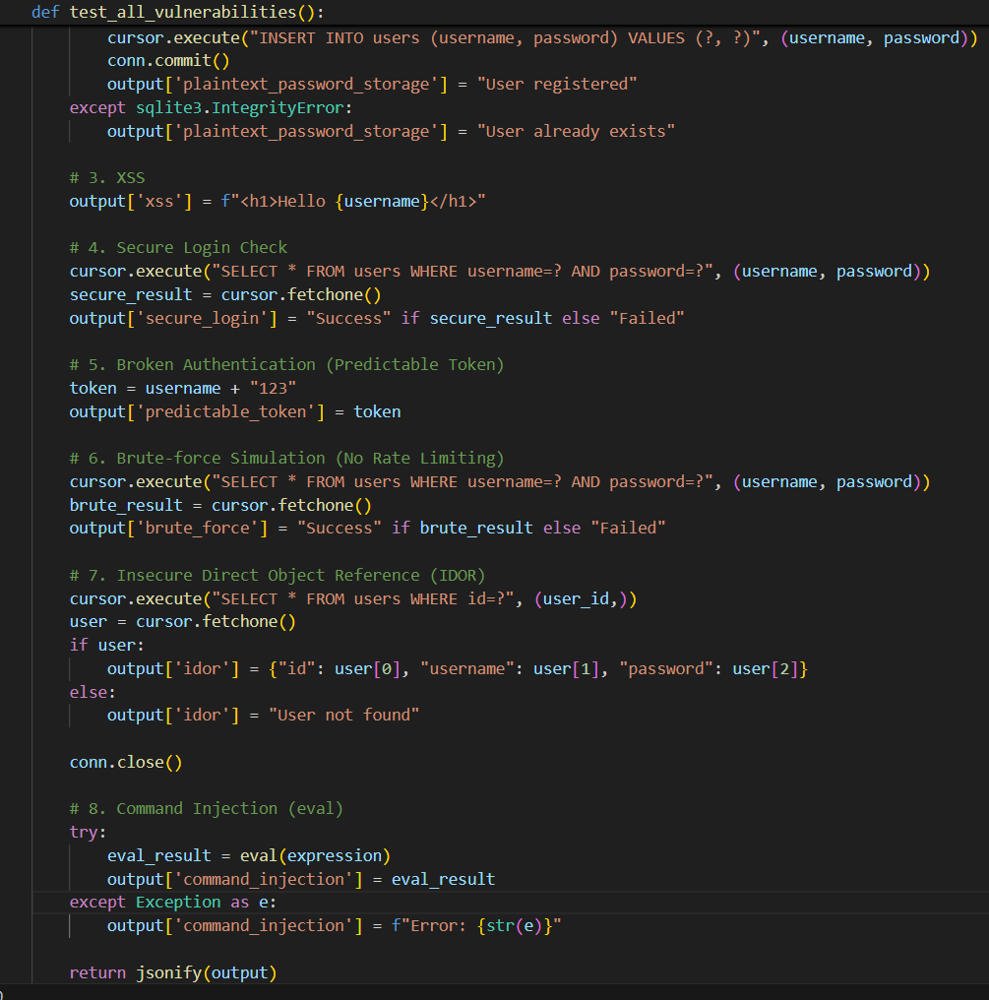 def test_all_vulnerabilities():
cursor.execute("INSERT INTO users (username, password) VALUES (?, ?)", (username, password))
conn.commit()
output['plaintext_password_storage'] = "User registered"
except sqlite3.IntegrityError:
output['plaintext_password_storage'] = "User already exists"
# 3. XSS
output['xss'] = f"<h1>Hello {username}</h1>"
# 4. Secure Login Check
cursor.execute("SELECT * FROM users WHERE username=? AND password=?", (username, password))
secure_result = cursor.fetchone()
output['secure_login'] = "Success" if secure_result else "Failed"
# 5. Broken Authentication (Predictable Token)
token = username + "123"
output['predictable_token'] = token
# 6. Brute-force Simulation (No Rate Limiting)
cursor.execute("SELECT * FROM users WHERE username=? AND password=?", (username, password))
brute_result = cursor.fetchone()
output['brute_force'] = "Success" if brute_result else "Failed"
# 7. Insecure Direct Object Reference (IDOR)
cursor.execute("SELECT * FROM users WHERE id=?", (user_id,))
user = cursor.fetchone()
if user:
output['idor'] = {"id": user[0], "username": user[1], "password": user[2]}
else:
output['idor'] = "User not found"
conn.close()
# 8. Command Injection (eval)
try:
eval_result = eval(expression)
output['command_injection'] = eval_result
except Exception as e:
output['command_injection'] = f"Error: {str(e)}"
return jsonify(output)